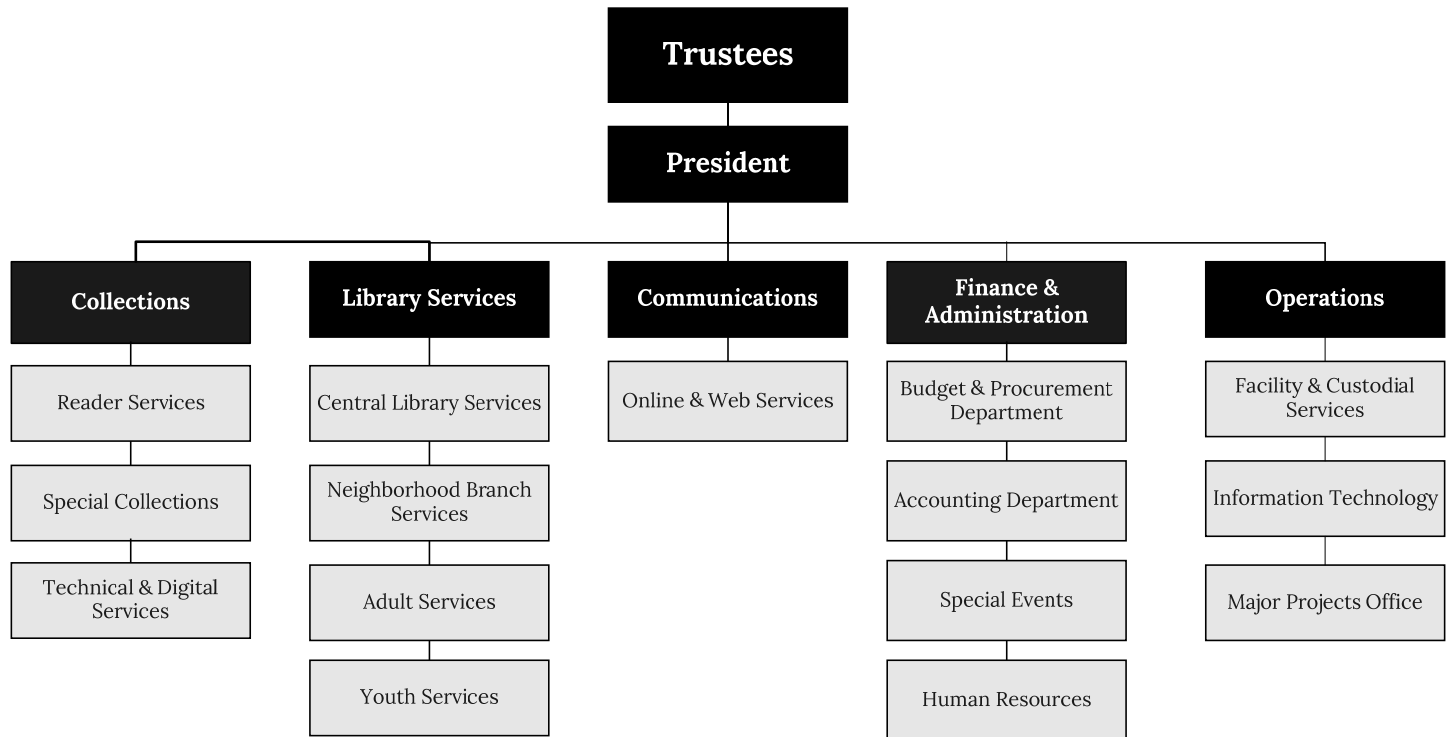 Trustees
President
Collections
Library Services
Communications
Finance &
Administration
Operations
Reader Services
Special Collections
Technical & Digital
Services
Central Library Services
Neighborhood Branch
Services
Adult Services
Youth Services
Online & Web Services
Budget & Procurement
Department
Accounting Department
Special Events
Human Resources
Facility & Custodial
Services
Information Technology
Major Projects Office